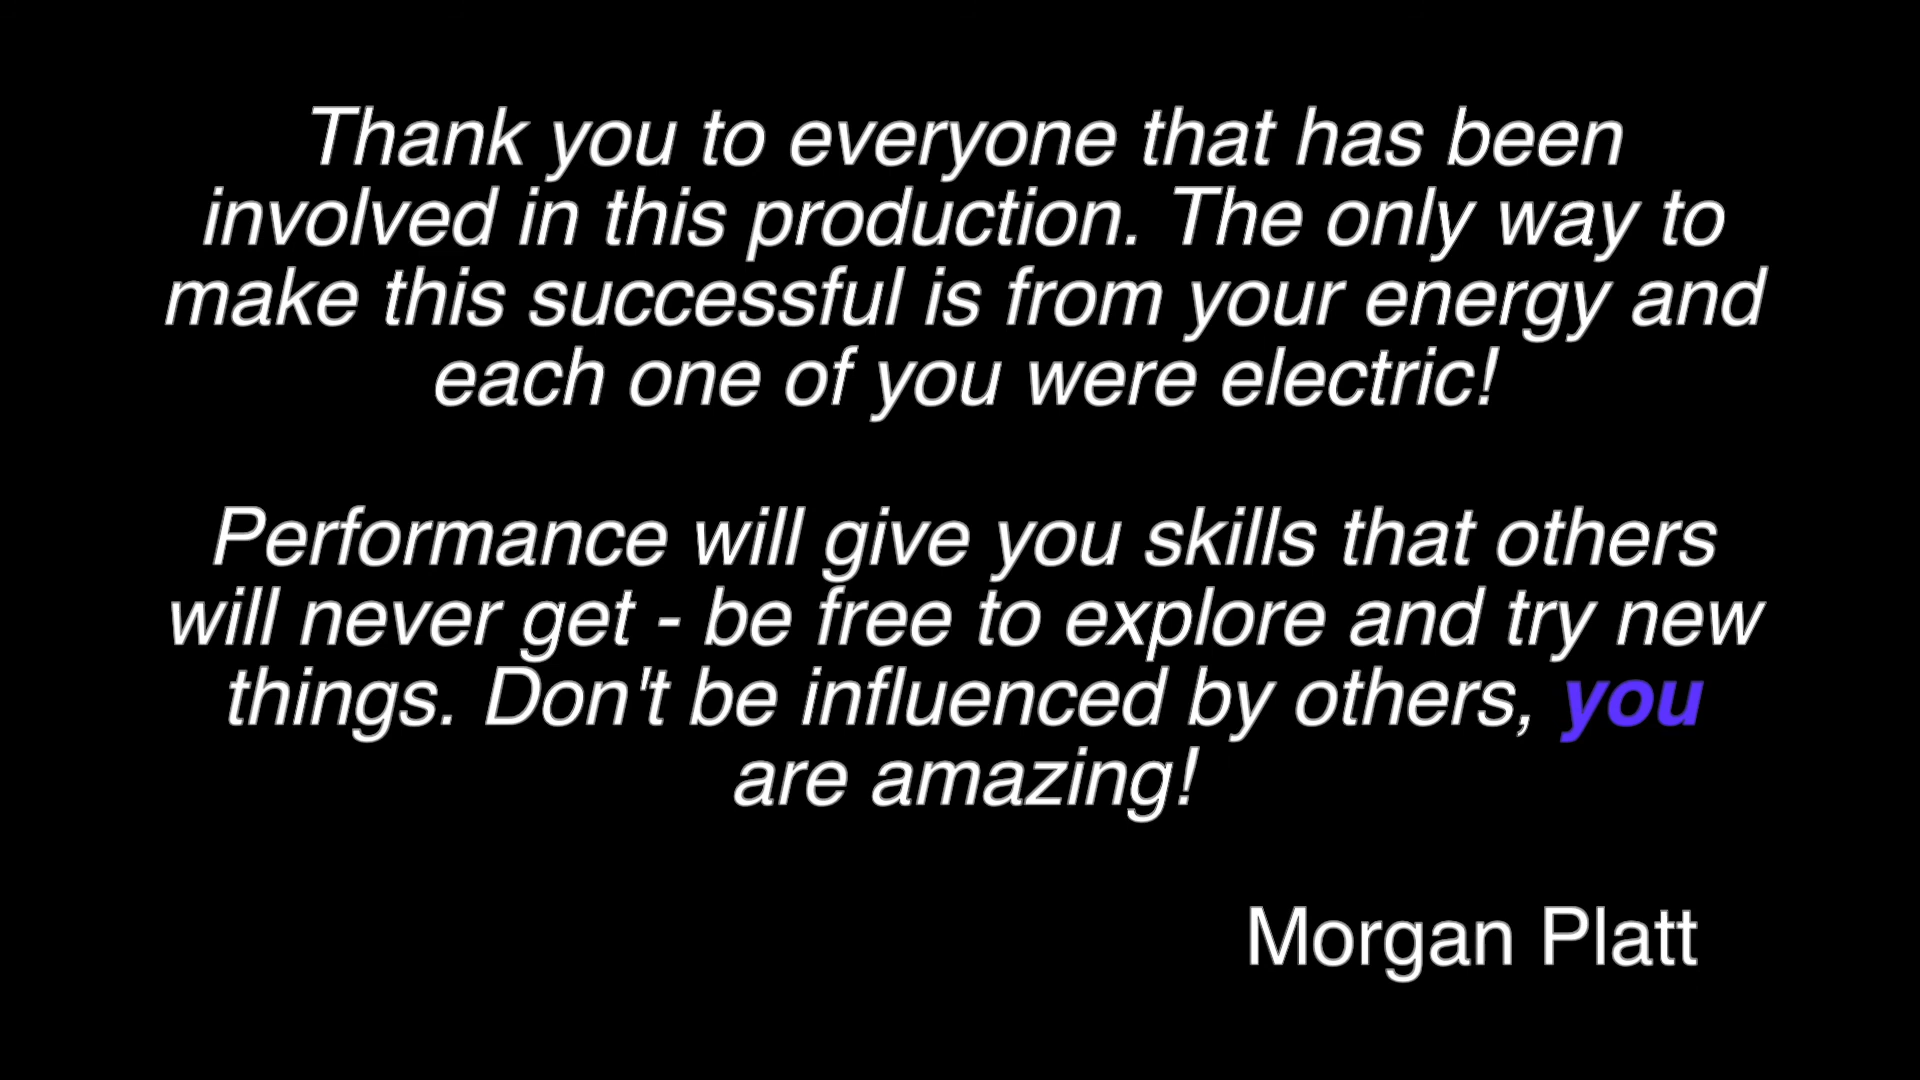 Thank you to everyone that has been
involved in this production. The only way to
make this successful is from your energy and
each one of you were electric!
Performance will give you skills that others
will never get - be free to explore and try new
things. Don't be influenced by others, you
are amazing!
Morgan Platt